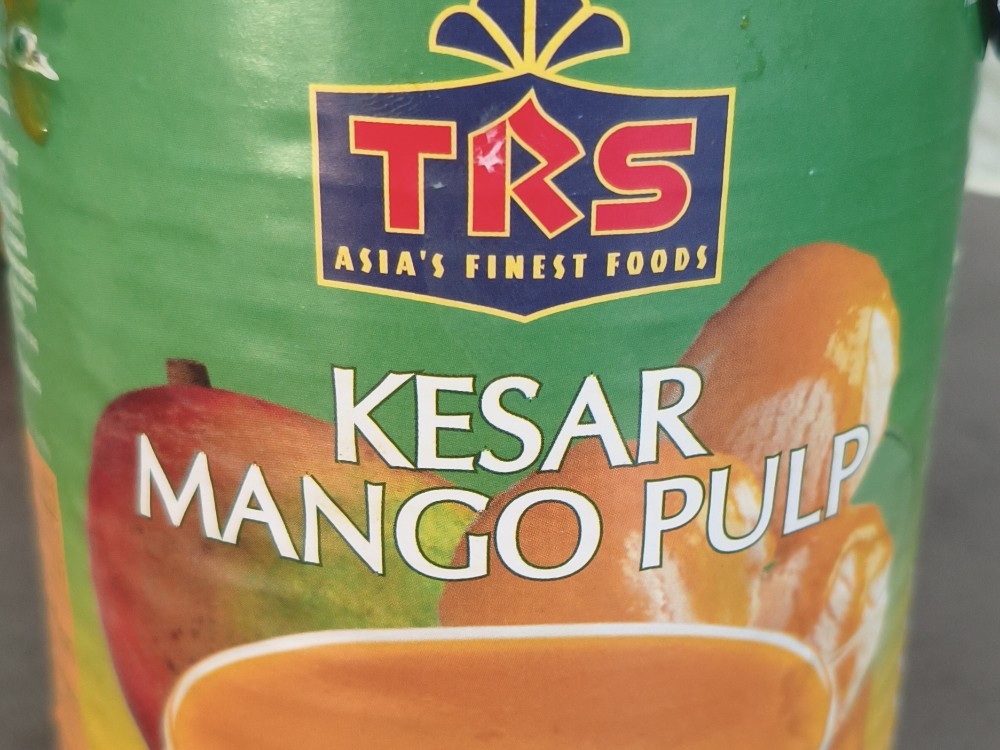 TRS
ASIA'S FINEST FOODS
KESAR
MANGO PULP